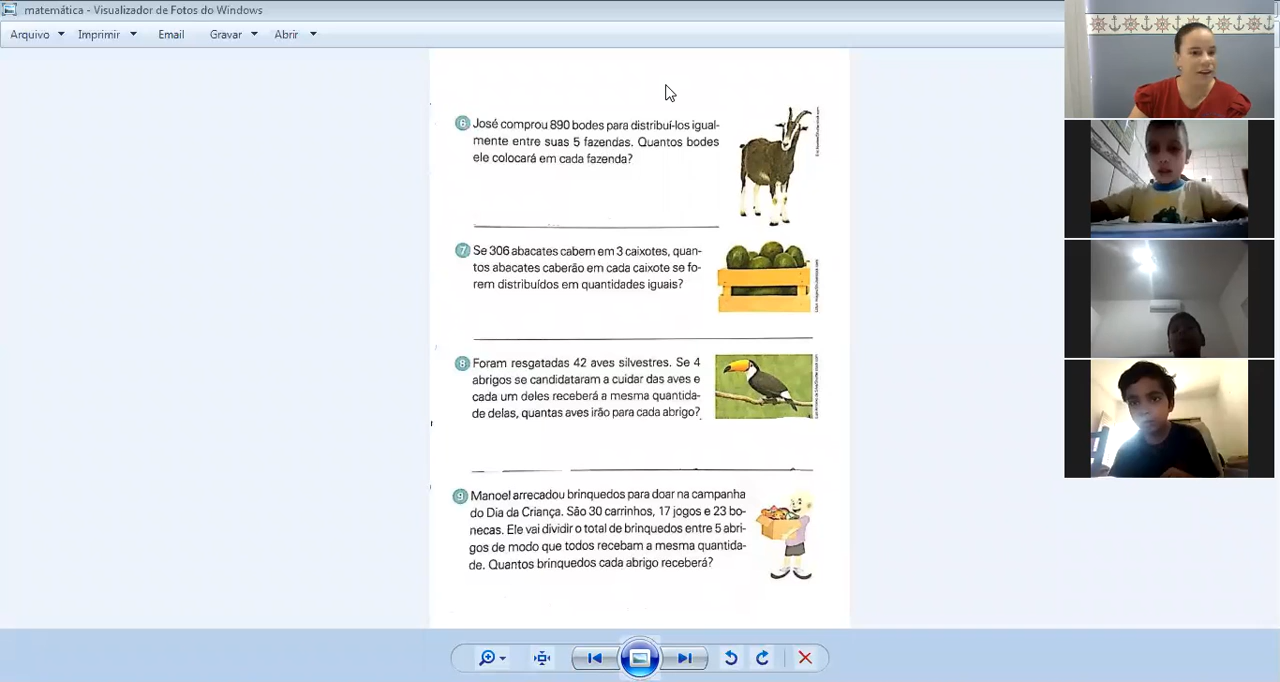 matemática - Visualizador de Fotos do Windows
Arquivo Imprimir Email Gravar Abrir
6 José comprou 890 bodes para distribuí-los igual-
mente entre suas 5 fazendas. Quantos bodes
ele colocará em cada fazenda?
7 Se 306 abacates cabem em 3 caixotes, quan-
tos abacates caberão em cada caixote se fo-
rem distribuídos em quantidades iguais?
8 Foram resgatadas 42 aves silvestres. Se 4
abrigos se candidataram a cuidar das aves e
cada um deles receberá a mesma quantida-
de delas, quantas aves irão para cada abrigo?
9 Manoel arrecadou brinquedos para doar na campanha
do Dia da Criança. São 30 carrinhos, 17 jogos e 23 bo-
necas. Ele vai dividir o total de brinquedos entre 5 abri-
gos de modo que todos recebam a mesma quantida-
de. Quantos brinquedos cada abrigo receberá?